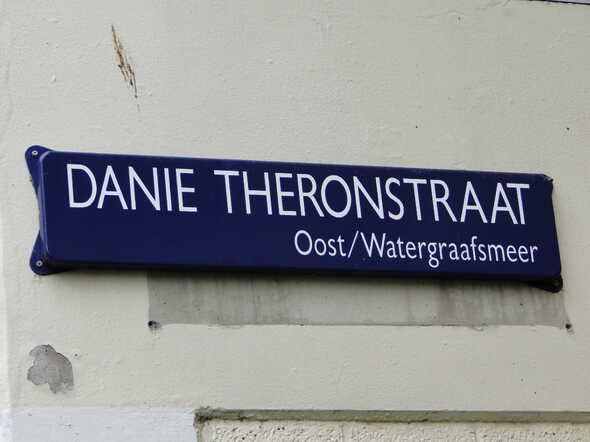 DANIE THERONSTRAAT
Oost/Watergraafsmeer